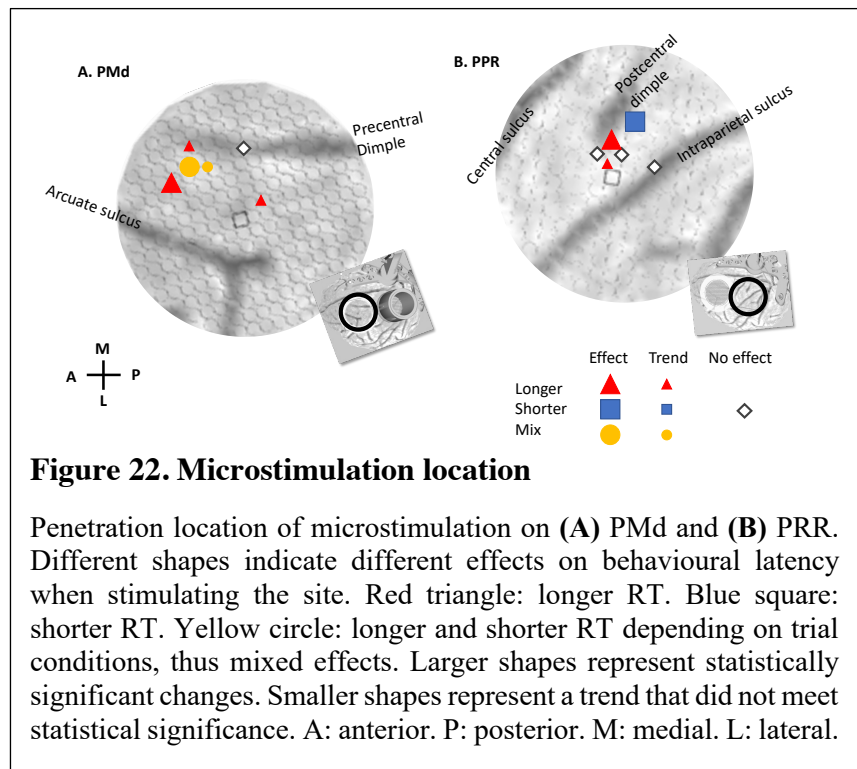 A. PMd
Precentral
Dimple
Arcuate sulcus
B. PPR
Postcentral
dimple
Central sulcus
Intraparietal sulcus
M
A P
L
Effect Trend No effect
Longer
Shorter
Mix
Figure 22. Microstimulation location
Penetration location of microstimulation on (A) PMd and (B) PRR.
Different shapes indicate different effects on behavioural latency
when stimulating the site. Red triangle: longer RT. Blue square:
shorter RT. Yellow circle: longer and shorter RT depending on trial
conditions, thus mixed effects. Larger shapes represent statistically
significant changes. Smaller shapes represent a trend that did not meet
statistical significance. A: anterior. P: posterior. M: medial. L: lateral.